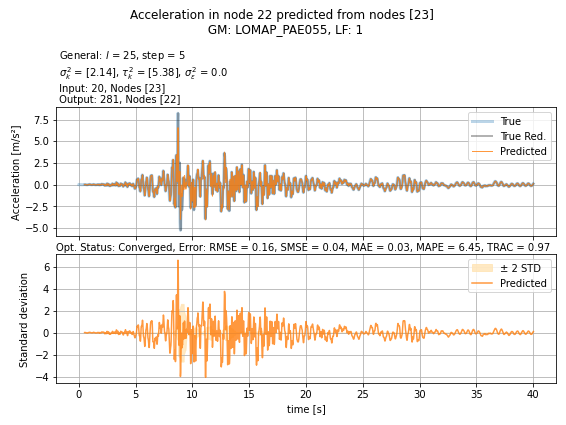 Acceleration in node 22 predicted from nodes [23]
GM: LOMAP_PAE055, LF: 1
General: l = 25, step = 5
σ²ₖ = [2.14], τ²ₖ = [5.38], σ²ε = 0.0
Input: 20, Nodes [23]
Output: 281, Nodes [22]
Acceleration [m/s²]
7.5
5.0
2.5
0.0
−2.5
−5.0
True
True Red.
Predicted
Opt. Status: Converged, Error: RMSE = 0.16, SMSE = 0.04, MAE = 0.03, MAPE = 6.45, TRAC = 0.97
Standard deviation
6
4
2
0
−2
−4
± 2 STD
Predicted
0 5 10 15 20 25 30 35 40
time [s]